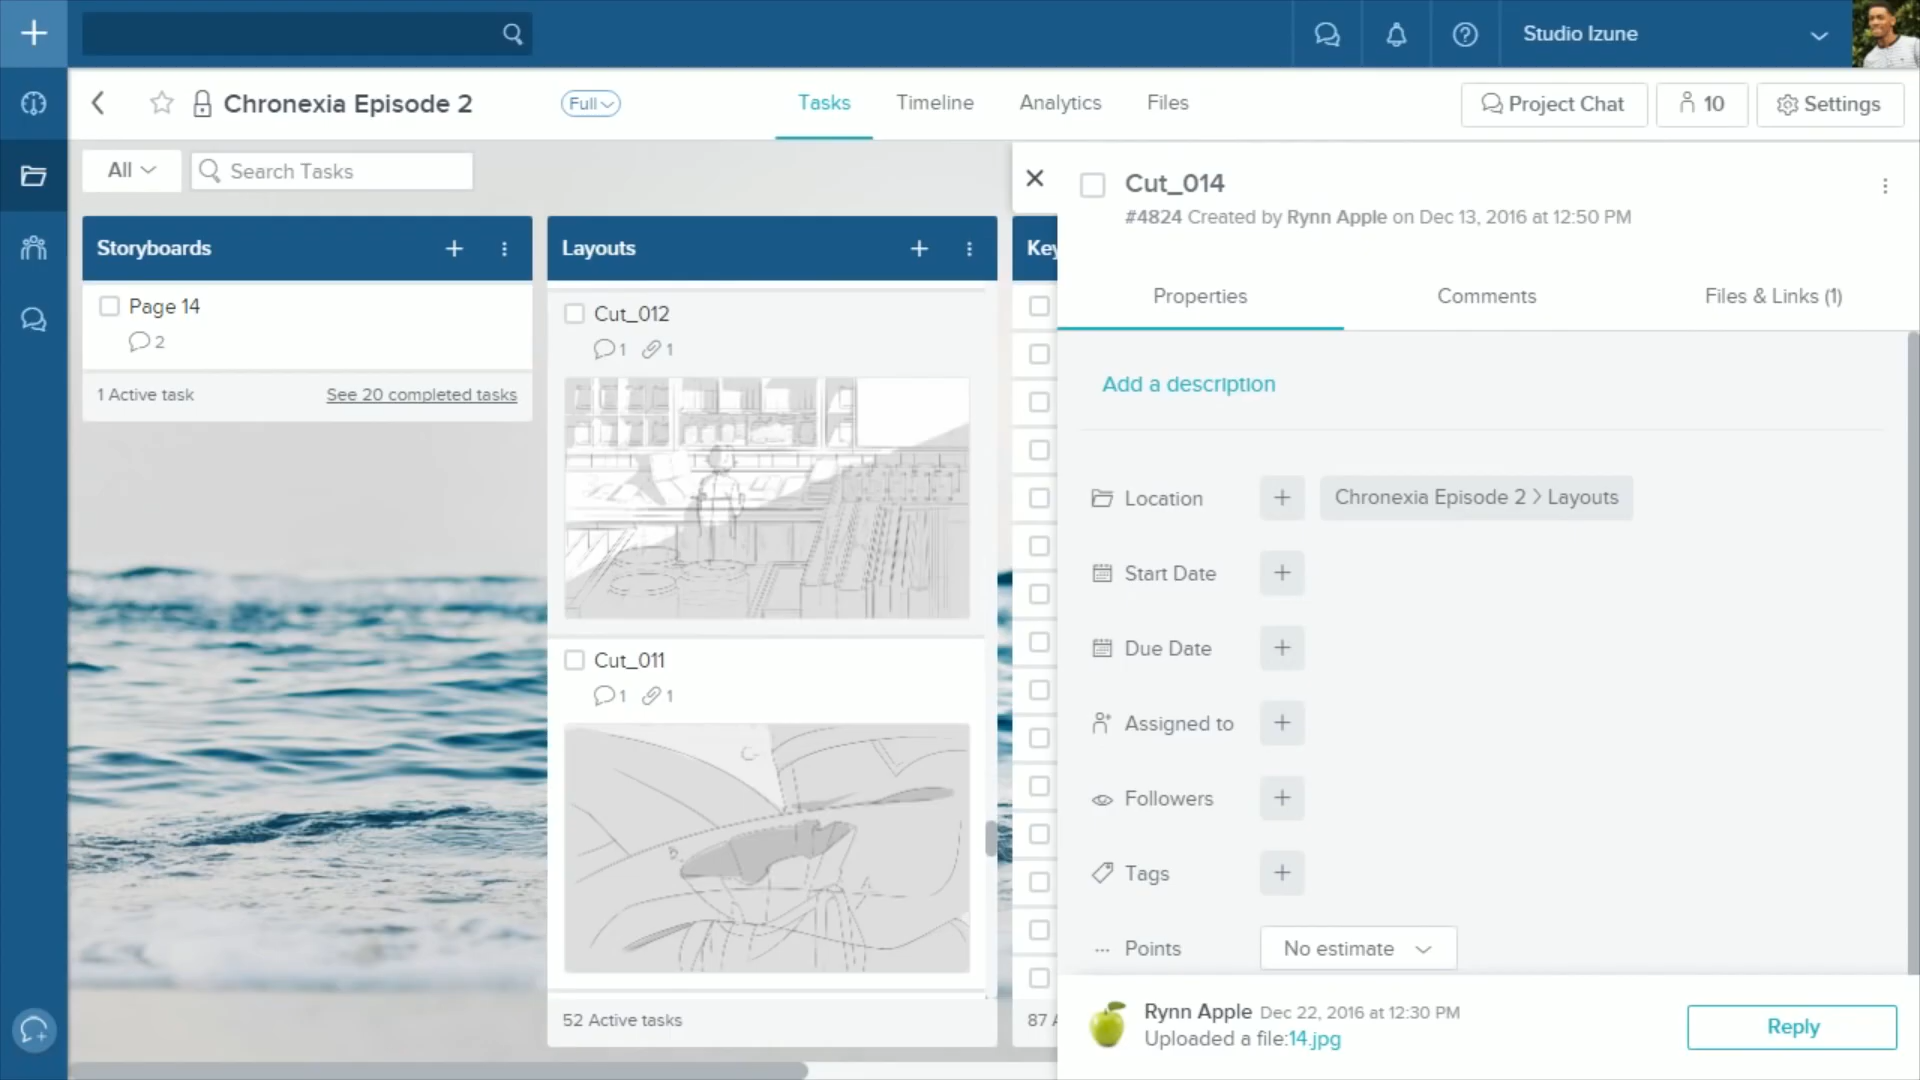 Studio Izune
Chronexia Episode 2
Full
Tasks
Timeline
Analytics
Files
Project Chat
10
Settings
All
Search Tasks
Storyboards
Page 14
2
1 Active task
See 20 completed tasks
Layouts
Cut_012
1
1
Cut_011
1
1
52 Active tasks
Key
87 A
Cut_014
#4824 Created by Rynn Apple on Dec 13, 2016 at 12:50 PM
Properties
Comments
Files & Links (1)
Add a description
Location
Chronexia Episode 2 > Layouts
Start Date
Due Date
Assigned to
Followers
Tags
Points
No estimate
Rynn Apple Dec 22, 2016 at 12:30 PM
Uploaded a file:14.jpg
Reply